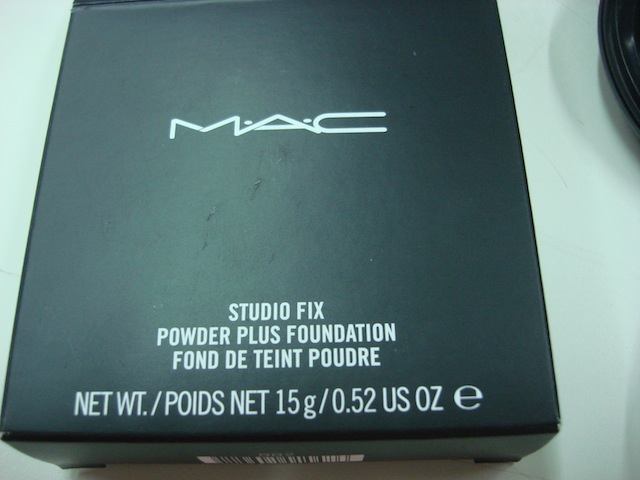 M·A·C
STUDIO FIX
POWDER PLUS FOUNDATION
FOND DE TEINT POUDRE
NET WT./POIDS NET 15 g/0.52 US OZ ℮